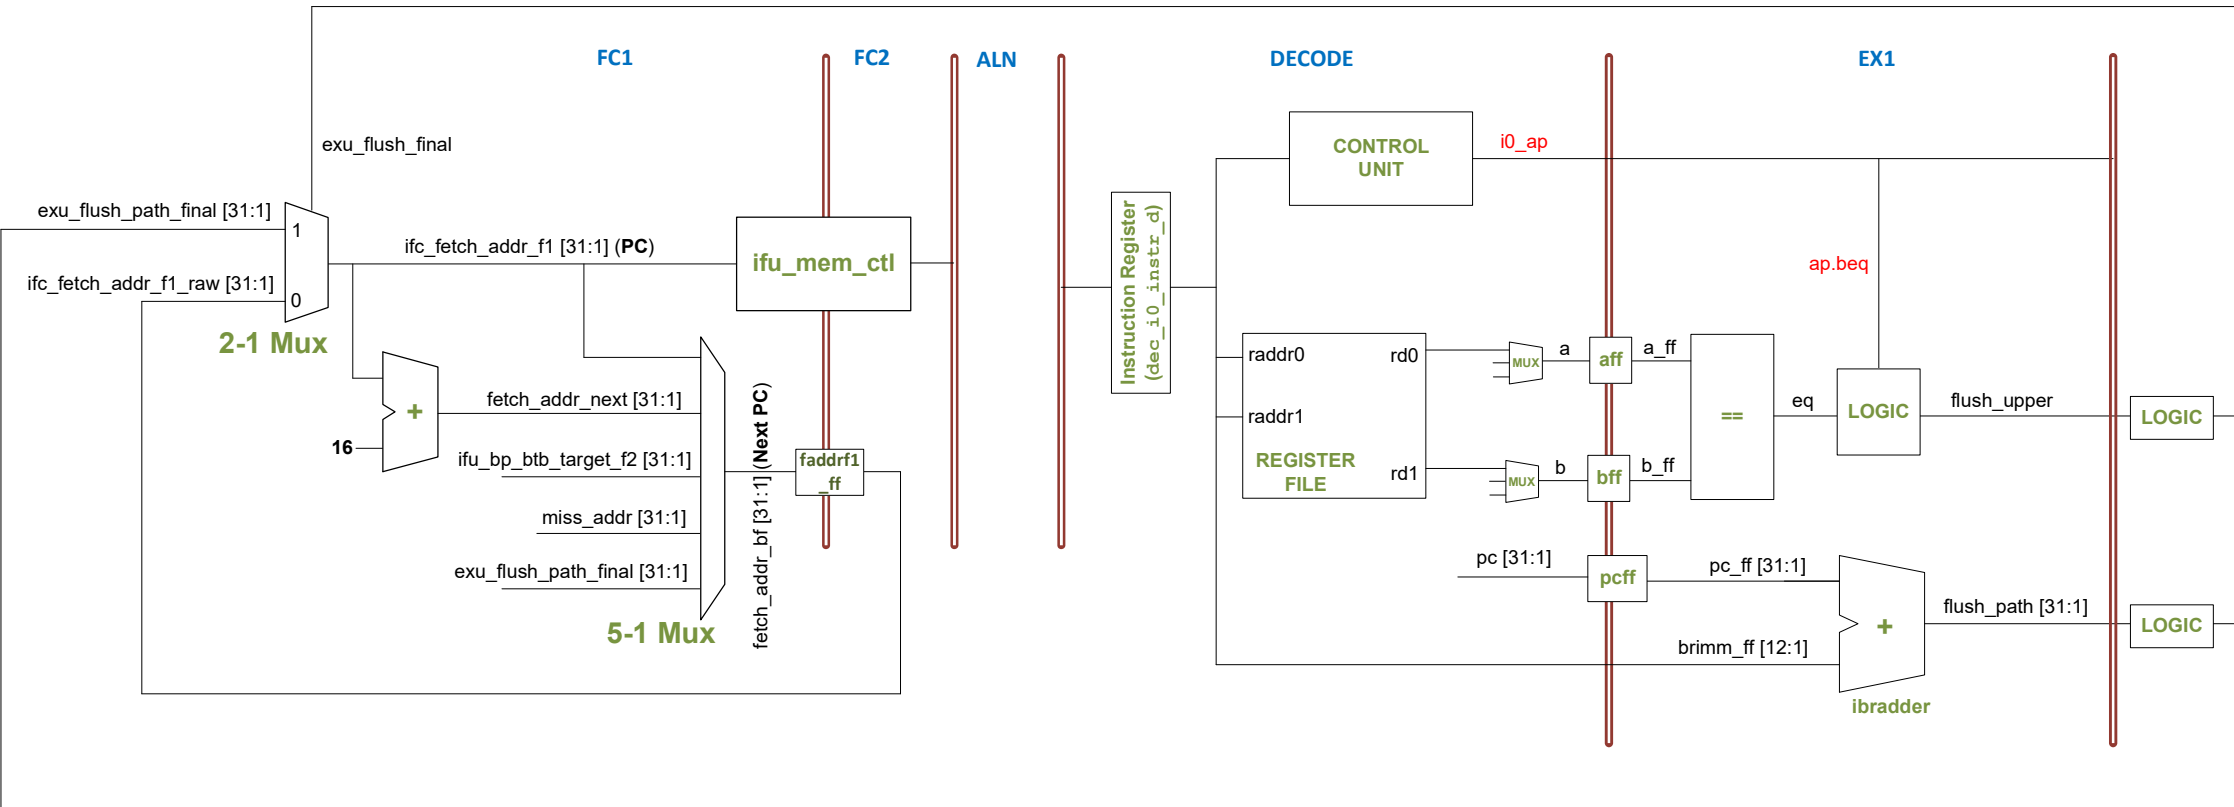 FC1
FC2
ALN
DECODE
EX1
exu_flush_final
exu_flush_path_final [31:1]
1
ifc_fetch_addr_f1_raw [31:1]
0
2-1 Mux
ifc_fetch_addr_f1 [31:1] (PC)
ifu_mem_ctl
+
16
fetch_addr_next [31:1]
ifu_bp_btb_target_f2 [31:1]
miss_addr [31:1]
exu_flush_path_final [31:1]
5-1 Mux
fetch_addr_bf [31:1] (Next PC)
faddrf1
_ff
Instruction Register
(dec_i0_instr_d)
CONTROL
UNIT
i0_ap
ap.beq
raddr0
rd0
raddr1
rd1
REGISTER
FILE
MUX
a
aff
a_ff
MUX
b
bff
b_ff
==
eq
LOGIC
flush_upper
LOGIC
pc [31:1]
pcff
pc_ff [31:1]
brimm_ff [12:1]
+
flush_path [31:1]
LOGIC
ibradder